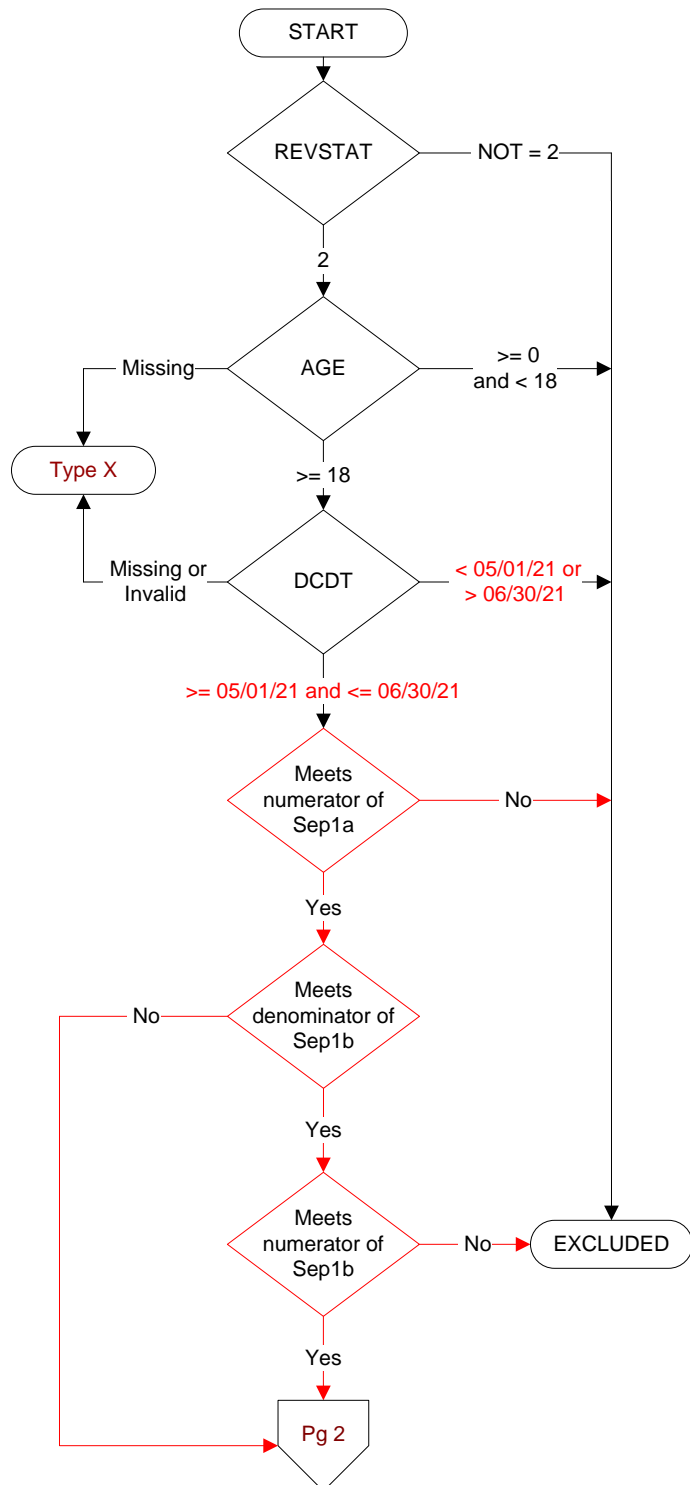 START
REVSTAT
NOT = 2
2
AGE
Missing
>= 0
and < 18
Type X
>= 18
Missing or
Invalid
DCDT
< 05/01/21 or
> 06/30/21
>= 05/01/21 and <= 06/30/21
Meets
numerator of
Sep1a
No
Yes
Meets
denominator of
Sep1b
No
Yes
Meets
numerator of
Sep1b
No
EXCLUDED
Yes
Pg 2